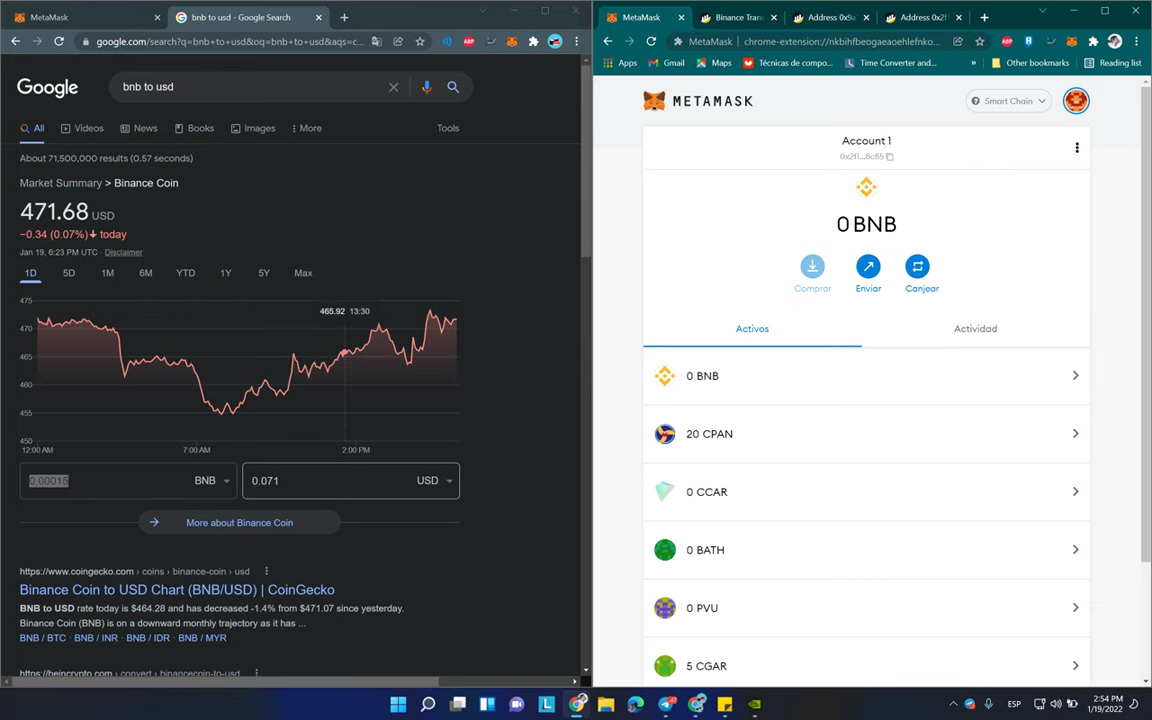 MetaMask
bnb to usd - Google Search
google.com/search?q=bnb+to+usd&oq=bnb+to+usd&aqs=c...
Google
bnb to usd
All
Videos
News
Books
Images
More
Tools
About 71,500,000 results (0.57 seconds)
Market Summary > Binance Coin
471.68 USD
−0.34 (0.07%) today
Jan 19, 6:23 PM UTC · Disclaimer
1D
5D
1M
6M
YTD
1Y
5Y
Max
465.92 13:30
475
470
465
460
455
450
12:00 AM
7:00 AM
2:00 PM
0.00015
BNB
0.071
USD
More about Binance Coin
https://www.coingecko.com › coins › binance-coin › usd
Binance Coin to USD Chart (BNB/USD) | CoinGecko
BNB to USD rate today is $464.28 and has decreased -1.4% from $471.07 since yesterday.
Binance Coin (BNB) is on a downward monthly trajectory as it has ...
BNB / BTC · BNB / INR · BNB / IDR · BNB / MYR
https://beincrypto.com › convert › binancecoin-to-usd
MetaMask
Binance Tran
Address 0x9a
Address 0x2f
MetaMask
chrome-extension://nkbihfbeogaeaoehlefnko...
Apps
Gmail
Maps
Técnicas de compo...
Time Converter and...
»
Other bookmarks
Reading list
METAMASK
Smart Chain
Account 1
0x2f1...8c85
0 BNB
Comprar
Enviar
Canjear
Activos
Actividad
0 BNB
20 CPAN
0 CCAR
0 BATH
0 PVU
5 CGAR
ESP
2:54 PM
1/19/2022